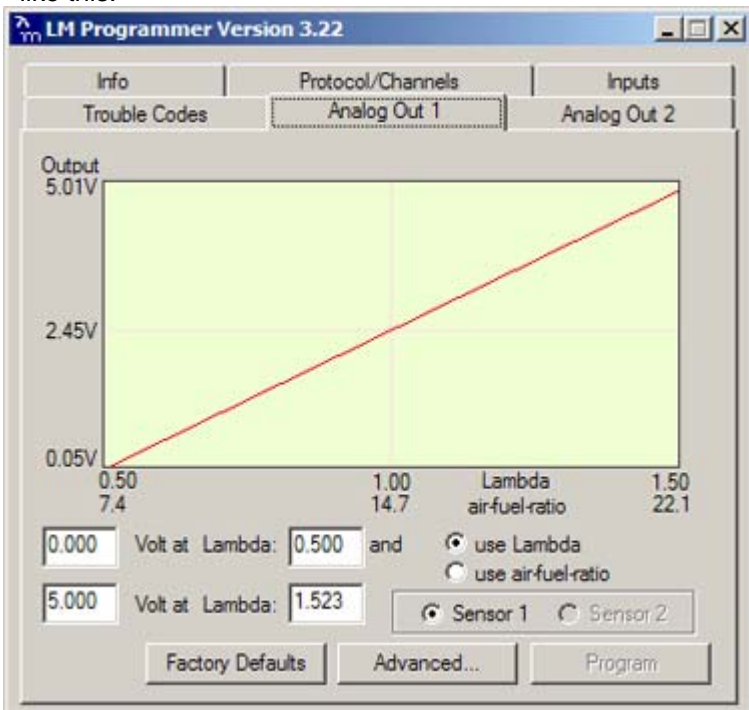 like this:
LM Programmer Version 3.22
Info Protocol/Channels Inputs
Trouble Codes Analog Out 1 Analog Out 2
Output
5.01V
2.45V
0.05V
0.50 1.00 Lambda 1.50
7.4 14.7 air-fuel-ratio 22.1
0.000 Volt at Lambda: 0.500 and use Lambda
use air-fuel-ratio
5.000 Volt at Lambda: 1.523 Sensor 1 Sensor 2
Factory Defaults Advanced... Program